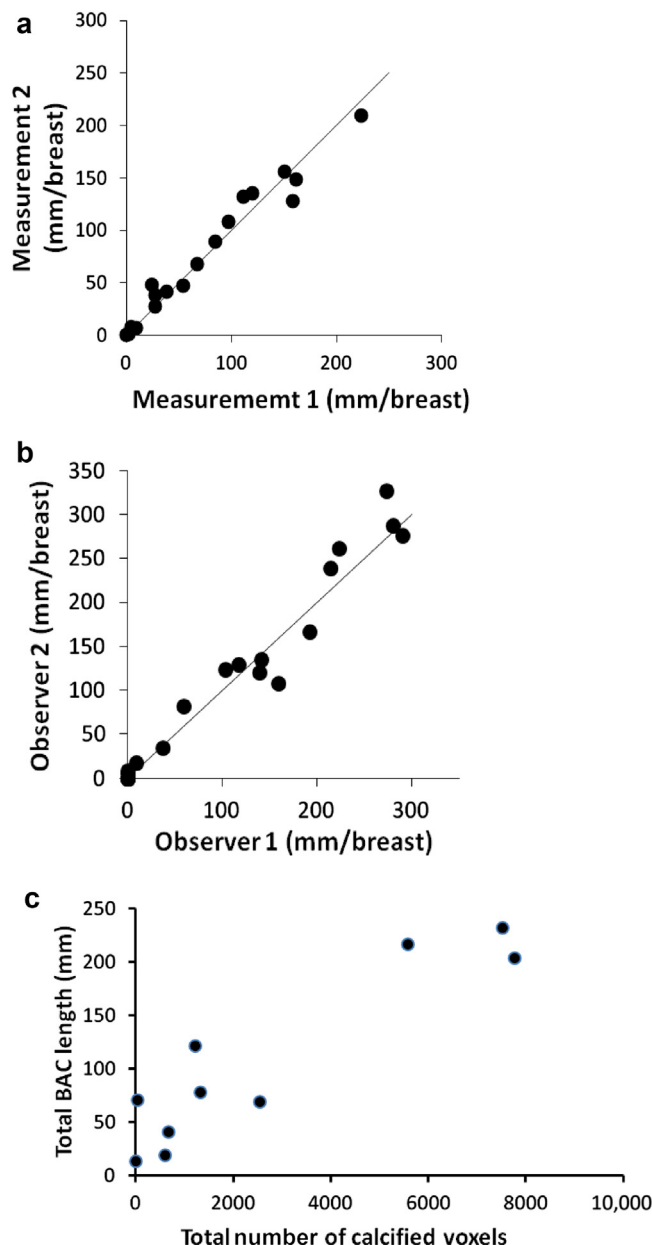 a
300
250
200
150
100
50
0
Measurement 2
(mm/breast)
0 100 200 300
Measurememt 1 (mm/breast)
b
350
300
250
200
150
100
50
0
Observer 2 (mm/breast)
0 100 200 300
Observer 1 (mm/breast)
c
250
200
150
100
50
0
Total BAC length (mm)
0 2000 4000 6000 8000 10,000
Total number of calcified voxels